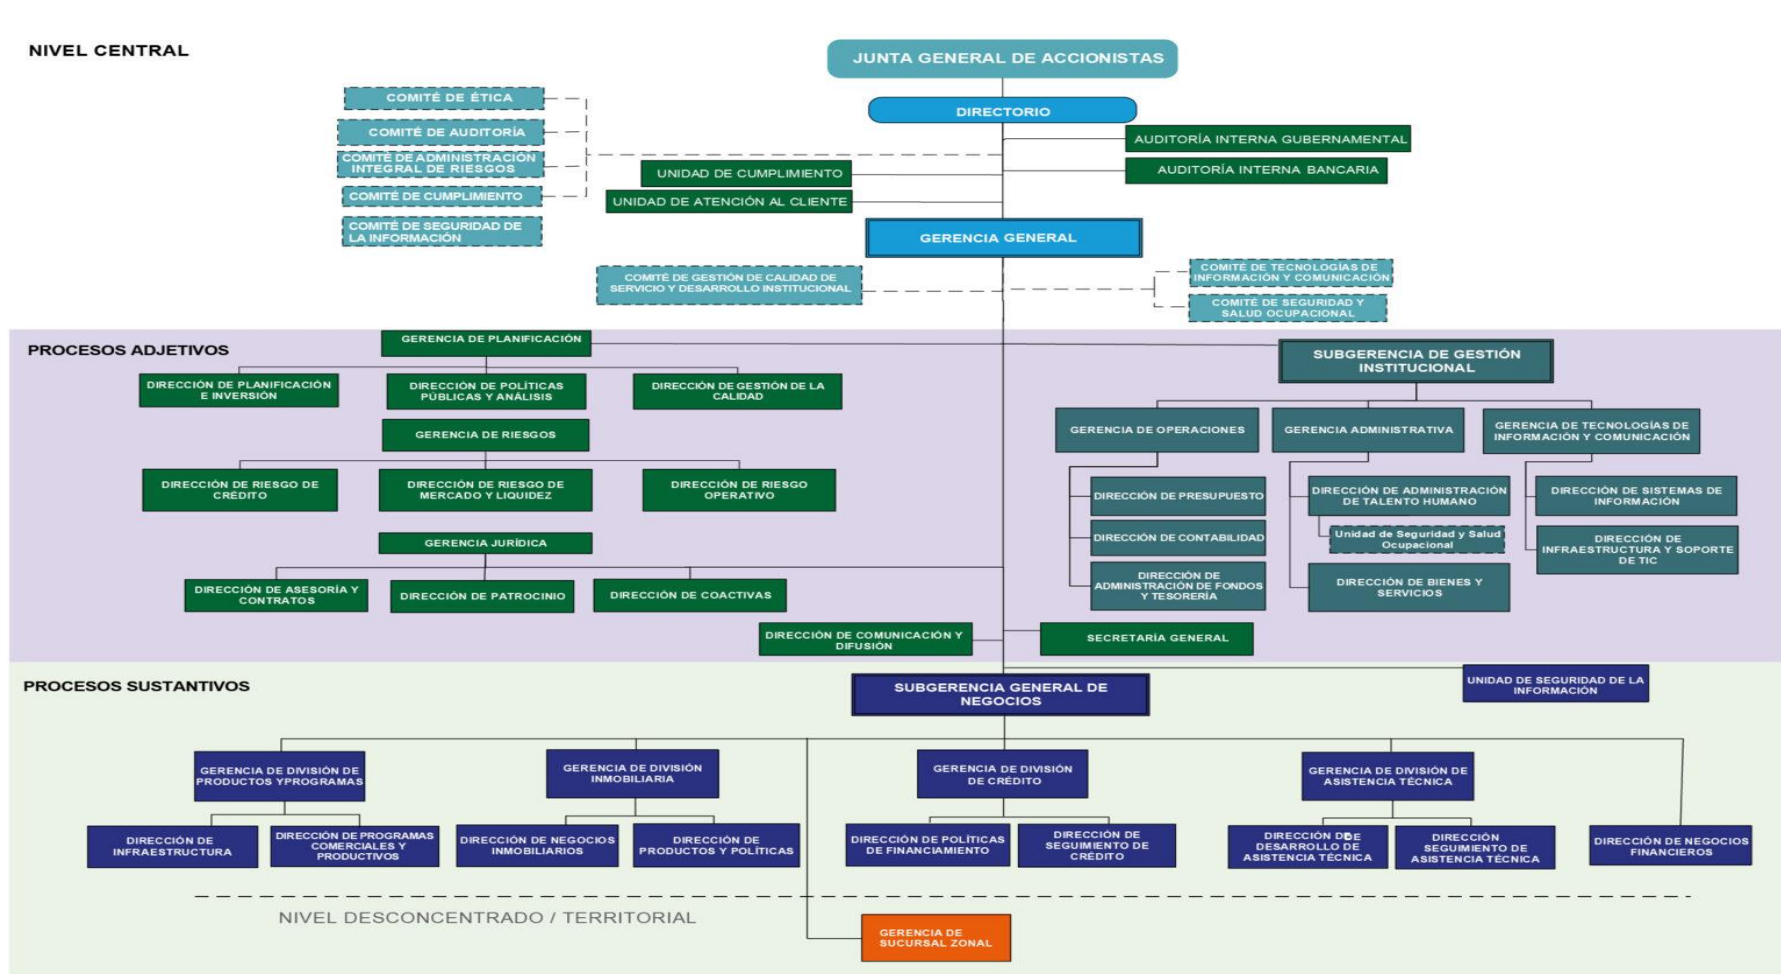 NIVEL CENTRAL
JUNTA GENERAL DE ACCIONISTAS
DIRECTORIO
COMITÉ DE ÉTICA
COMITÉ DE AUDITORÍA
COMITÉ DE ADMINISTRACIÓN
INTEGRAL DE RIESGOS
COMITÉ DE CUMPLIMIENTO
COMITÉ DE SEGURIDAD DE
LA INFORMACIÓN
UNIDAD DE CUMPLIMIENTO
UNIDAD DE ATENCIÓN AL CLIENTE
AUDITORÍA INTERNA GUBERNAMENTAL
AUDITORÍA INTERNA BANCARIA
GERENCIA GENERAL
COMITÉ DE GESTIÓN DE CALIDAD DE
SERVICIO Y DESARROLLO INSTITUCIONAL
COMITÉ DE TECNOLOGÍAS DE
INFORMACIÓN Y COMUNICACIÓN
COMITÉ DE SEGURIDAD Y
SALUD OCUPACIONAL
PROCESOS ADJETIVOS
GERENCIA DE PLANIFICACIÓN
DIRECCIÓN DE PLANIFICACIÓN
E INVERSIÓN
DIRECCIÓN DE POLÍTICAS
PÚBLICAS Y ANÁLISIS
DIRECCIÓN DE GESTIÓN DE LA
CALIDAD
GERENCIA DE RIESGOS
DIRECCIÓN DE RIESGO DE
CRÉDITO
DIRECCIÓN DE RIESGO DE
MERCADO Y LIQUIDEZ
DIRECCIÓN DE RIESGO
OPERATIVO
GERENCIA JURÍDICA
DIRECCIÓN DE ASESORÍA Y
CONTRATOS
DIRECCIÓN DE PATROCINIO
DIRECCIÓN DE COACTIVAS
SUBGERENCIA DE GESTIÓN
INSTITUCIONAL
GERENCIA DE OPERACIONES
GERENCIA ADMINISTRATIVA
GERENCIA DE TECNOLOGÍAS DE
INFORMACIÓN Y COMUNICACIÓN
DIRECCIÓN DE PRESUPUESTO
DIRECCIÓN DE CONTABILIDAD
DIRECCIÓN DE
ADMINISTRACIÓN DE FONDOS
Y TESORERÍA
DIRECCIÓN DE ADMINISTRACIÓN
DE TALENTO HUMANO
Unidad de Seguridad y Salud
Ocupacional
DIRECCIÓN DE BIENES Y
SERVICIOS
DIRECCIÓN DE SISTEMAS DE
INFORMACIÓN
DIRECCIÓN DE
INFRAESTRUCTURA Y SOPORTE
DE TIC
DIRECCIÓN DE COMUNICACIÓN Y
DIFUSIÓN
SECRETARÍA GENERAL
PROCESOS SUSTANTIVOS
SUBGERENCIA GENERAL DE
NEGOCIOS
UNIDAD DE SEGURIDAD DE LA
INFORMACIÓN
GERENCIA DE DIVISIÓN DE
PRODUCTOS YPROGRAMAS
GERENCIA DE DIVISIÓN
INMOBILIARIA
GERENCIA DE DIVISIÓN
DE CRÉDITO
GERENCIA DE DIVISIÓN DE
ASISTENCIA TÉCNICA
DIRECCIÓN DE
INFRAESTRUCTURA
DIRECCIÓN DE PROGRAMAS
COMERCIALES Y
PRODUCTIVOS
DIRECCIÓN DE NEGOCIOS
INMOBILIARIOS
DIRECCIÓN DE
PRODUCTOS Y POLÍTICAS
DIRECCIÓN DE POLÍTICAS
DE FINANCIAMIENTO
DIRECCIÓN DE
SEGUIMIENTO DE
CRÉDITO
DIRECCIÓN DE DE
DESARROLLO DE
ASISTENCIA TÉCNICA
DIRECCIÓN
SEGUIMIENTO DE
ASISTENCIA TÉCNICA
DIRECCIÓN DE NEGOCIOS
FINANCIEROS
NIVEL DESCONCENTRADO / TERRITORIAL
GERENCIA DE
SUCURSAL ZONAL